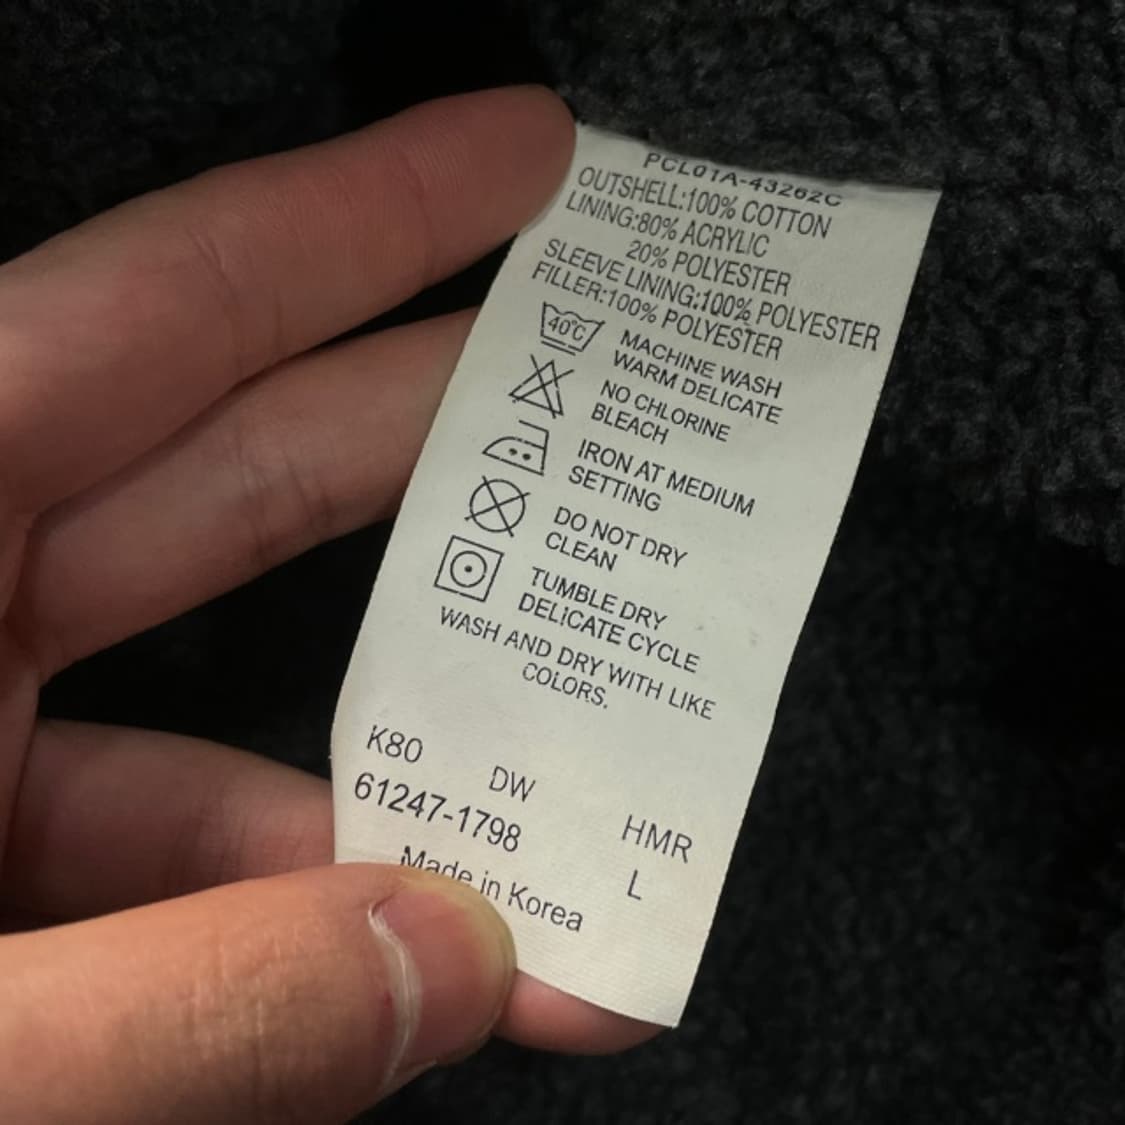 PCL01A-43262C
OUTSHELL:100% COTTON
LINING:80% ACRYLIC
20% POLYESTER
SLEEVE LINING:100% POLYESTER
FILLER:100% POLYESTER
40°C
MACHINE WASH
WARM DELICATE
NO CHLORINE
BLEACH
IRON AT MEDIUM
SETTING
DO NOT DRY
CLEAN
TUMBLE DRY
DELICATE CYCLE
WASH AND DRY WITH LIKE
COLORS.
K80 DW HMR
61247-1798 L
Made in Korea